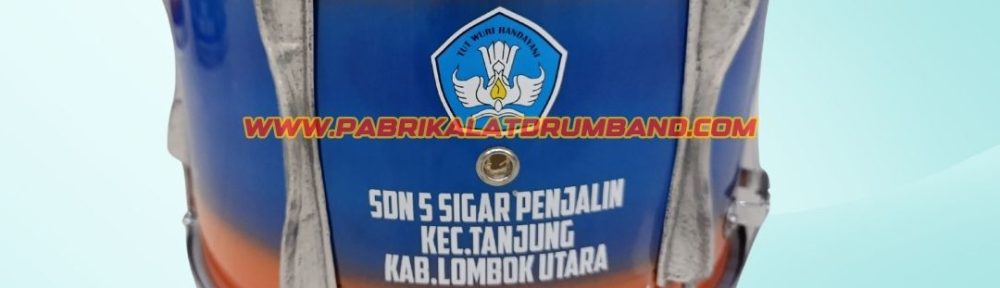 TUT WURI HANDAYANI
WWW.PABRIKALATDRUMBAND.COM
SDN 5 SIGAR PENJALIN
KEC.TANJUNG
KAB.LOMBOK UTARA